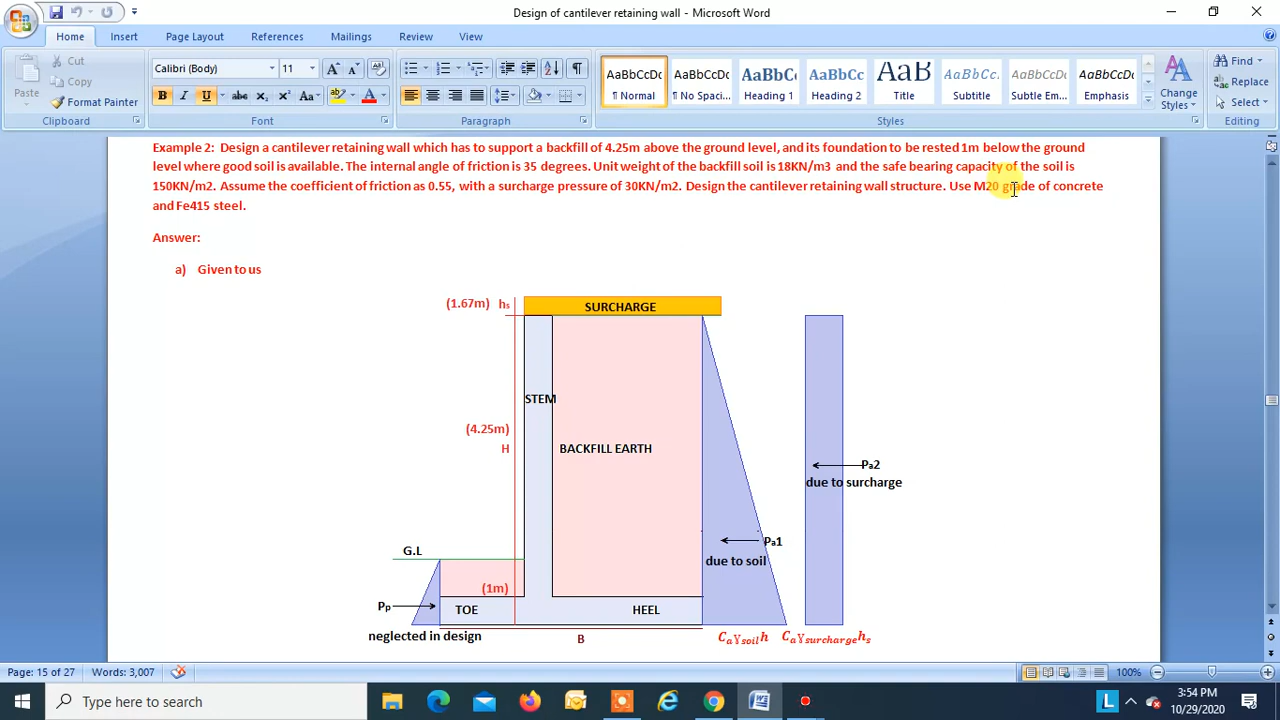 Design of cantilever retaining wall - Microsoft Word
Home Insert Page Layout References Mailings Review View
Paste
Cut
Copy
Format Painter
Clipboard
Calibri (Body) 11
B I U abc x₂ x² Aa
Font
Paragraph
AaBbCcDc AaBbCcDc AaBbCc AaBbCc AaB AaBbCc. AaBbCcDc AaBbCcDc
¶ Normal ¶ No Spaci... Heading 1 Heading 2 Title Subtitle Subtle Em... Emphasis
Change Styles
Styles
Find
Replace
Select
Editing
Example 2: Design a cantilever retaining wall which has to support a backfill of 4.25m above the ground level, and its foundation to be rested 1m below the ground
level where good soil is available. The internal angle of friction is 35 degrees. Unit weight of the backfill soil is 18KN/m3 and the safe bearing capacity of the soil is
150KN/m2. Assume the coefficient of friction as 0.55, with a surcharge pressure of 30KN/m2. Design the cantilever retaining wall structure. Use M20 grade of concrete
and Fe415 steel.
Answer:
a) Given to us
(1.67m) hs SURCHARGE
STEM
(4.25m)
H BACKFILL EARTH
Pa2
due to surcharge
G.L
Pa1
due to soil
(1m)
Pp TOE HEEL
neglected in design B CaγsoilH CaγsurchargehS
Page: 15 of 27 Words: 3,007 100%
Type here to search
L
3:54 PM
10/29/2020